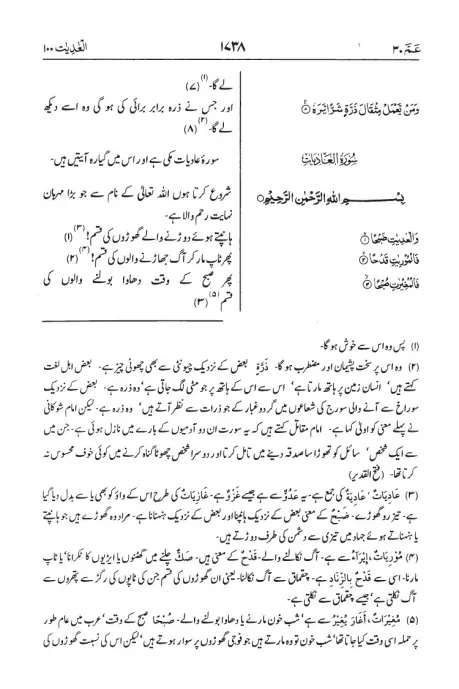 عَمَّ ۳۰
۱۷۳۸
العٰدیٰت ۱۰۰
لے گا۔ (۱) (۷)
وَمَنْ يَّعْمَلْ مِثْقَالَ ذَرَّةٍ شَرًّا يَّرَهٗ ۝
اور جس نے ذرہ برابر برائی کی ہو گی وہ اسے دیکھ
لے گا۔ (۲) (۸)
سُوْرَةُ الْعَادِيَاتِ
سورۂ عادیات مکی ہے اور اس میں گیارہ آیتیں ہیں۔
بِسْمِ اللهِ الرَّحْمٰنِ الرَّحِيْمِ ۝
شروع کرتا ہوں اللہ تعالیٰ کے نام سے جو بڑا مہربان
نہایت رحم والا ہے۔
وَالْعٰدِيٰتِ ضَبْحًا ۝
ہانپتے ہوئے دوڑنے والے گھوڑوں کی قسم! (۳) (۱)
فَالْمُوْرِيٰتِ قَدْحًا ۝
پھر ٹاپ مار کر آگ جھاڑنے والوں کی قسم! (۴) (۲)
فَالْمُغِيْرٰتِ صُبْحًا ۝
پھر صبح کے وقت دھاوا بولنے والوں کی
قسم (۵) (۳)
(۱) پس وہ اس سے خوش ہو گا۔
(۲) وہ اس پر سخت پشیمان اور مضطرب ہو گا۔ ذَرَّةٍ بعض کے نزدیک چیونٹی سے بھی چھوٹی چیز ہے۔ بعض اہل لغت
کہتے ہیں' انسان زمین پر ہاتھ مارتا ہے' اس سے اس کے ہاتھ پر جو مٹی لگ جاتی ہے' وہ ذرہ ہے۔ بعض کے نزدیک
سوراخ سے آنے والی سورج کی شعاعوں میں گرد و غبار کے جو ذرات سے نظر آتے ہیں' وہ ذرہ ہے۔ لیکن امام شوکانی
نے پہلے معنی کو اولیٰ کہا ہے۔ امام مقاتل کہتے ہیں کہ یہ سورت ان دو آدمیوں کے بارے میں نازل ہوئی ہے۔ جن میں
سے ایک شخص' سائل کو تھوڑا سا صدقہ دینے میں تامل کرتا اور دوسرا شخص چھوٹا گناہ کرنے میں کوئی خوف محسوس نہ
کرتا تھا۔ (فتح القدیر)
(۳) عَادِيَاتٌ' عَادِيَةٌ کی جمع ہے۔ یہ عَدْوٌ سے ہے جیسے غَزْوٌ ہے۔ غَازِيَاتٌ کی طرح اس کے واؤ کو بھی یا سے بدل دیا گیا
ہے۔ تیز رو گھوڑے۔ ضَبْحٌ کے معنی بعض کے نزدیک ہانپنا اور بعض کے نزدیک ہنہنانا ہے۔ مراد وہ گھوڑے ہیں جو ہانپتے
یا ہنہناتے ہوئے جہاد میں تیزی سے دشمن کی طرف دوڑتے ہیں۔
(۴) مُوْرِيَاتٌ، اِيْرَاءٌ سے ہے۔ آگ نکالنے والے۔ قَدْحٌ کے معنی ہیں۔ صَكٌّ چلنے میں گھٹنوں یا ایڑیوں کا ٹکرانا' یا ٹاپ
مارنا۔ اسی سے قَدْحٌ بِالزِّنَادِ ہے۔ چقماق سے آگ نکالنا۔ یعنی ان گھوڑوں کی قسم جن کی ٹاپوں کی رگڑ سے پتھروں سے
آگ نکلتی ہے' جیسے چقماق سے نکلتی ہے۔
(۵) مُغِيْرَاتٌ، أَغَارَ يُغِيْرُ سے ہے' شب خون مارنے یا دھاوا بولنے والے۔ صُبْحًا صبح کے وقت' عرب میں عام طور
پر حملہ اسی وقت کیا جاتا تھا' شب خون تو وہ مارتے ہیں جو فوجی گھوڑوں پر سوار ہوتے ہیں' لیکن اس کی نسبت گھوڑوں کی